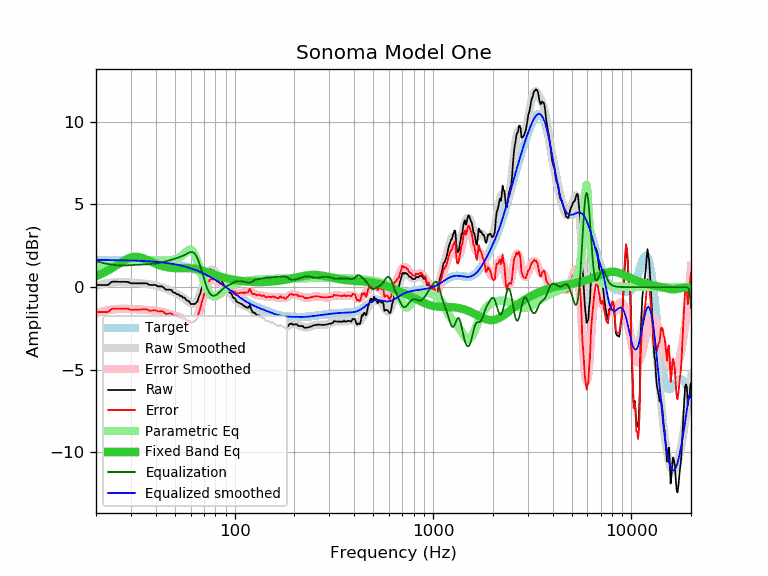 Sonoma Model One
10
5
0
−5
−10
Amplitude (dBr)
Target
Raw Smoothed
Error Smoothed
Raw
Error
Parametric Eq
Fixed Band Eq
Equalization
Equalized smoothed
100
1000
10000
Frequency (Hz)